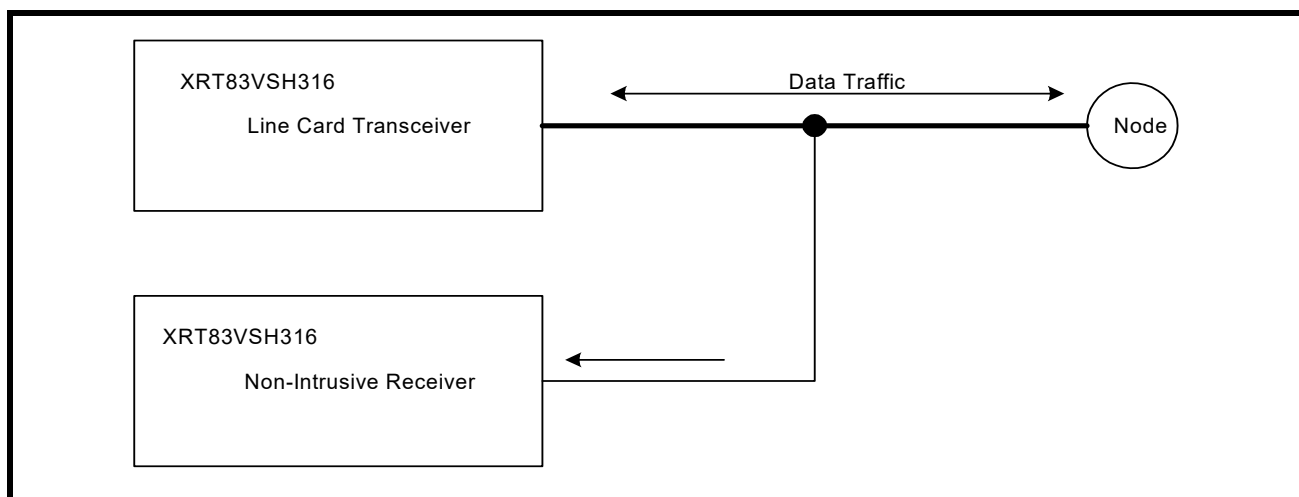 XRT83VSH316
Line Card Transceiver
Data Traffic
Node
XRT83VSH316
Non-Intrusive Receiver